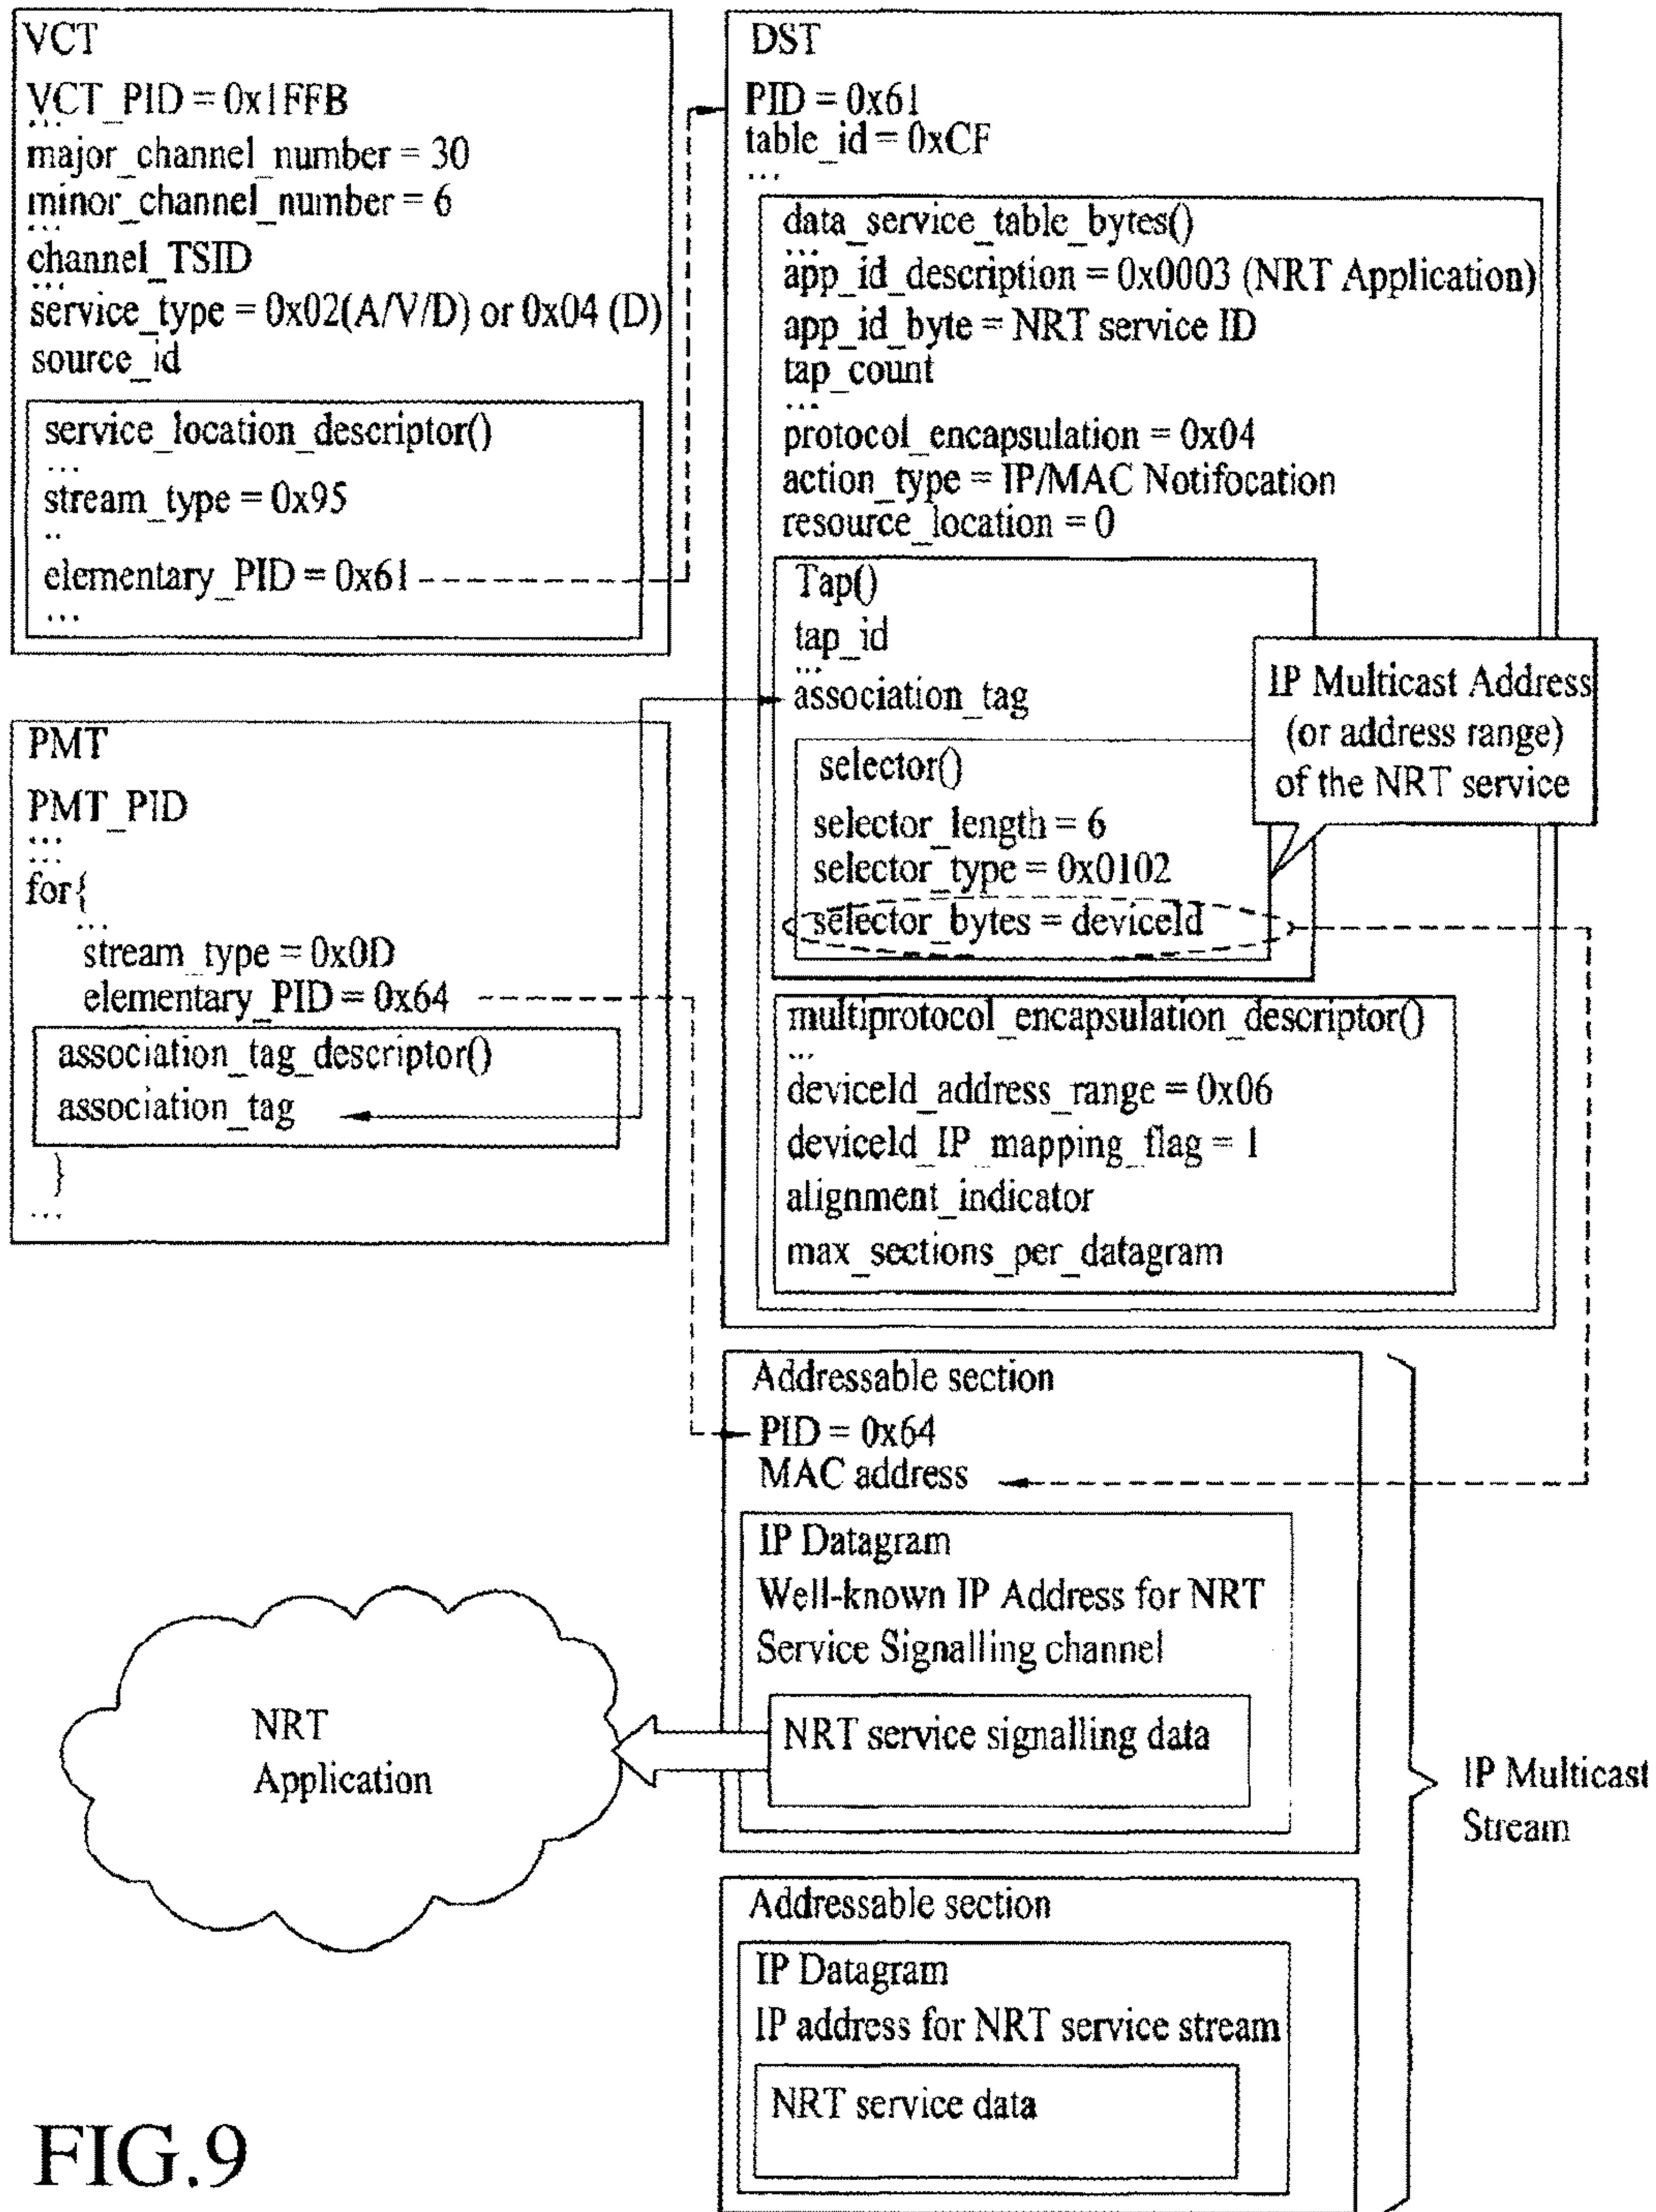 VCT
VCT_PID = 0x1FFB
...
major_channel_number = 30
minor_channel_number = 6
...
channel_TSID
...
service_type = 0x02(A/V/D) or 0x04 (D)
source_id
service_location_descriptor()
...
stream_type = 0x95
..
elementary_PID = 0x61
...
PMT
PMT_PID
...
...
for{
...
stream_type = 0x0D
elementary_PID = 0x64
association_tag_descriptor()
association_tag
}
...
DST
PID = 0x61
table_id = 0xCF
...
data_service_table_bytes()
...
app_id_description = 0x0003 (NRT Application)
app_id_byte = NRT service ID
tap_count
...
protocol_encapsulation = 0x04
action_type = IP/MAC Notifocation
resource_location = 0
Tap()
tap_id
...
association_tag
selector()
selector_length = 6
selector_type = 0x0102
selector_bytes = deviceId
IP Multicast Address
(or address range)
of the NRT service
multiprotocol_encapsulation_descriptor()
...
deviceId_address_range = 0x06
deviceId_IP_mapping_flag = 1
alignment_indicator
max_sections_per_datagram
Addressable section
PID = 0x64
MAC address
IP Datagram
Well-known IP Address for NRT
Service Signalling channel
NRT service signalling data
NRT
Application
IP Multicast
Stream
Addressable section
IP Datagram
IP address for NRT service stream
NRT service data
FIG.9